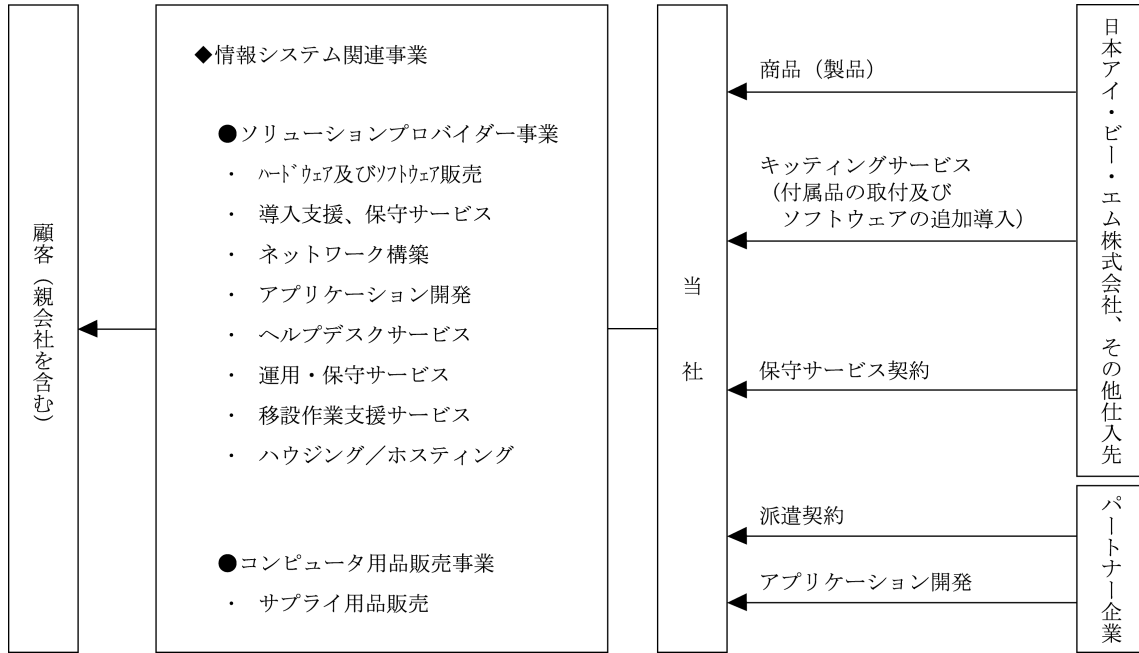 顧客（親会社を含む）
◆情報システム関連事業
●ソリューションプロバイダー事業
・ ﾊｰﾄﾞｳｪｱ及びｿﾌﾄｳｪｱ販売
・ 導入支援、保守サービス
・ ネットワーク構築
・ アプリケーション開発
・ ヘルプデスクサービス
・ 運用・保守サービス
・ 移設作業支援サービス
・ ハウジング／ホスティング
●コンピュータ用品販売事業
・ サプライ用品販売
当社
商品（製品）
キッティングサービス
（付属品の取付及び
ソフトウェアの追加導入）
保守サービス契約
派遣契約
アプリケーション開発
日本アイ・ビー・エム株式会社、その他仕入先
パートナー企業